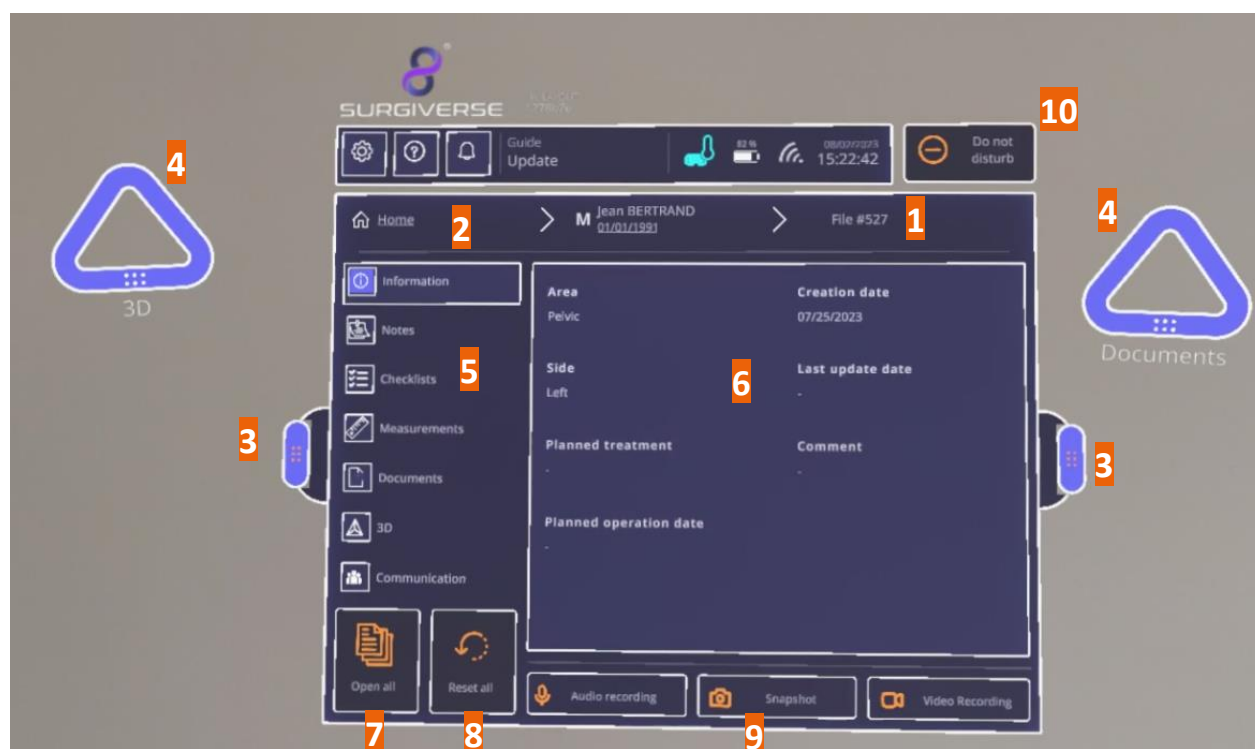 SURGIVERSE
10
4
Guide
Update
82 %
08/07/2023
15:22:42
Do not
disturb
4
Home
2
M
Jean BERTRAND
01/01/1991
File #527
1
3D
Documents
Information
Notes
Checklists
5
Measurements
Documents
3D
Communication
Area
Pelvic
Creation date
07/25/2023
Side
Left
6
Last update date
-
Planned treatment
-
Comment
-
Planned operation date
-
3
3
Open all
Reset all
Audio recording
Snapshot
Video Recording
7
8
9